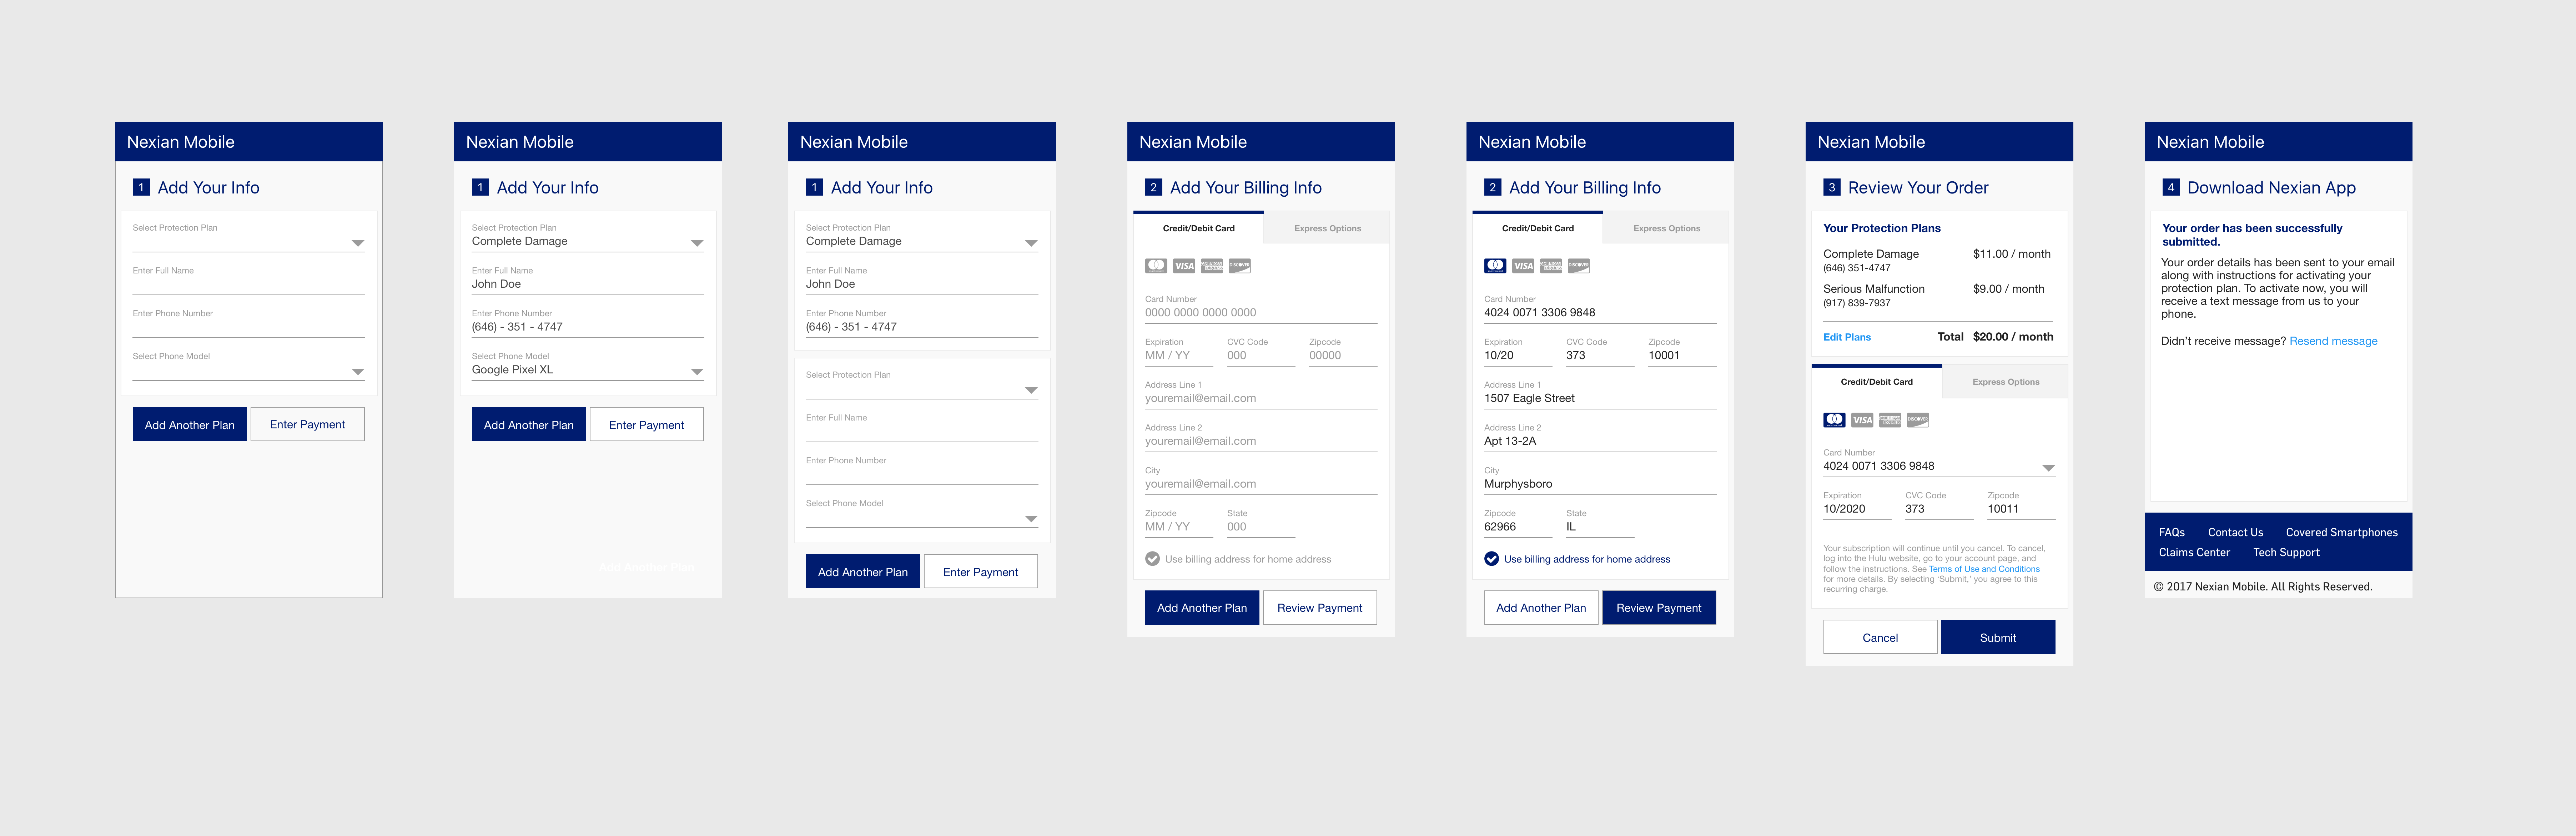 Nexian Mobile
1 Add Your Info
Select Protection Plan
Enter Full Name
Enter Phone Number
Select Phone Model
Add Another Plan Enter Payment
Nexian Mobile
1 Add Your Info
Select Protection Plan
Complete Damage
Enter Full Name
John Doe
Enter Phone Number
(646) - 351 - 4747
Select Phone Model
Google Pixel XL
Add Another Plan Enter Payment
Add Another Plan
Nexian Mobile
1 Add Your Info
Select Protection Plan
Complete Damage
Enter Full Name
John Doe
Enter Phone Number
(646) - 351 - 4747
Select Protection Plan
Enter Full Name
Enter Phone Number
Select Phone Model
Add Another Plan Enter Payment
Nexian Mobile
2 Add Your Billing Info
Credit/Debit Card Express Options
VISA AMERICAN EXPRESS DISCOVER
Card Number
0000 0000 0000 0000
Expiration CVC Code Zipcode
MM / YY 000 00000
Address Line 1
youremail@email.com
Address Line 2
youremail@email.com
City
youremail@email.com
Zipcode State
MM / YY 000
Use billing address for home address
Add Another Plan Review Payment
Nexian Mobile
2 Add Your Billing Info
Credit/Debit Card Express Options
VISA AMERICAN EXPRESS DISCOVER
Card Number
4024 0071 3306 9848
Expiration CVC Code Zipcode
10/20 373 10001
Address Line 1
1507 Eagle Street
Address Line 2
Apt 13-2A
City
Murphysboro
Zipcode State
62966 IL
Use billing address for home address
Add Another Plan Review Payment
Nexian Mobile
3 Review Your Order
Your Protection Plans
Complete Damage $11.00 / month
(646) 351-4747
Serious Malfunction $9.00 / month
(917) 839-7937
Edit Plans Total $20.00 / month
Credit/Debit Card Express Options
VISA AMERICAN EXPRESS DISCOVER
Card Number
4024 0071 3306 9848
Expiration CVC Code Zipcode
10/2020 373 10011
Your subscription will continue until you cancel. To cancel,
log into the Hulu website, go to your account page, and
follow the instructions. See Terms of Use and Conditions
for more details. By selecting 'Submit,' you agree to this
recurring charge.
Cancel Submit
Nexian Mobile
4 Download Nexian App
Your order has been successfully
submitted.
Your order details has been sent to your email
along with instructions for activating your
protection plan. To activate now, you will
receive a text message from us to your
phone.
Didn't receive message? Resend message
FAQs Contact Us Covered Smartphones
Claims Center Tech Support
© 2017 Nexian Mobile. All Rights Reserved.